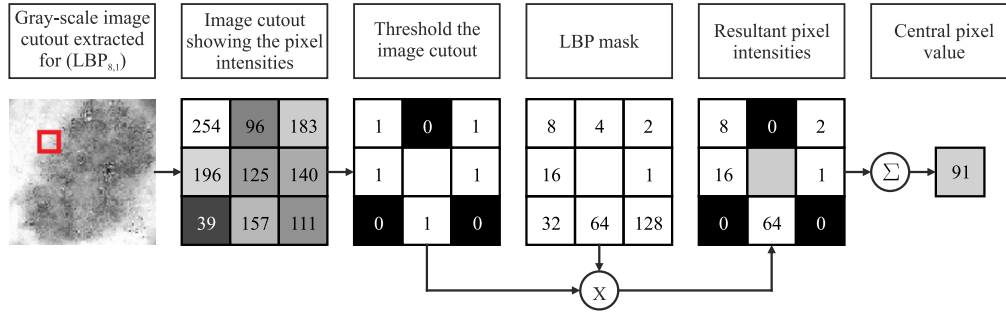 Gray-scale image
cutout extracted
for (LBP8,1)
Image cutout
showing the pixel
intensities
Threshold the
image cutout
LBP mask
Resultant pixel
intensities
Central pixel
value
254 96 183
196 125 140
39 157 111
1 0 1
1 1
0 1 0
8 4 2
16 1
32 64 128
8 0 2
16 1
0 64 0
Σ
91
X